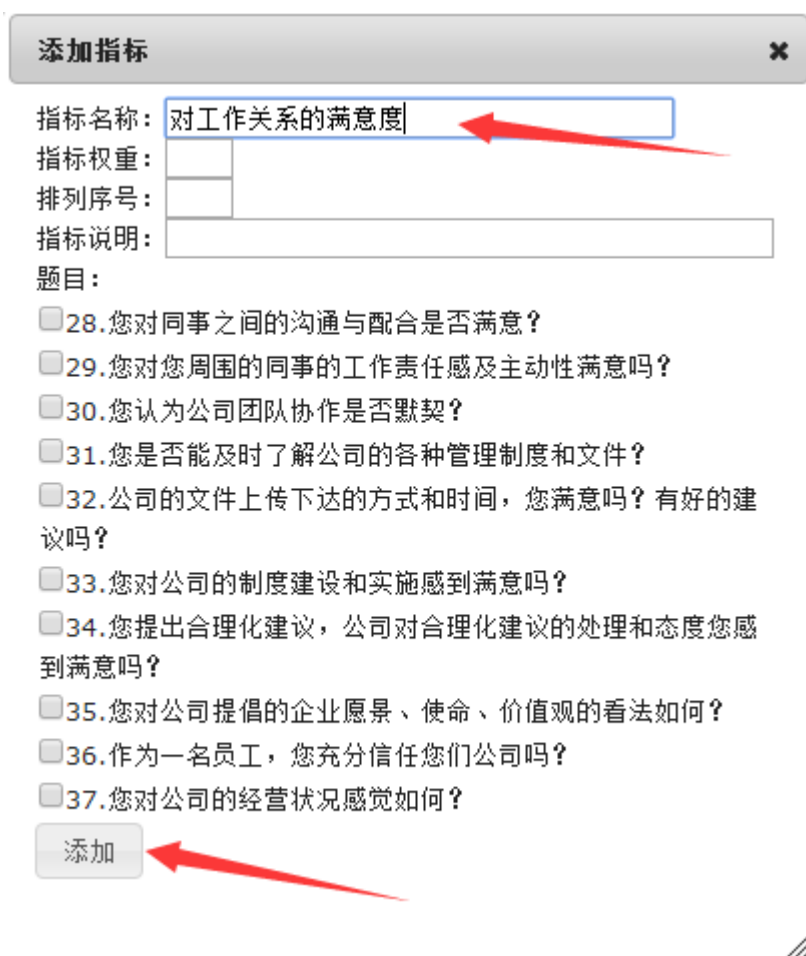 添加指标
指标名称：对工作关系的满意度
指标权重：
排列序号：
指标说明：
题目：
28.您对同事之间的沟通与配合是否满意？
29.您对您周围的同事的工作责任感及主动性满意吗？
30.您认为公司团队协作是否默契？
31.您是否能及时了解公司的各种管理制度和文件？
32.公司的文件上传下达的方式和时间，您满意吗？有好的建
议吗？
33.您对公司的制度建设和实施感到满意吗？
34.您提出合理化建议，公司对合理化建议的处理和态度您感
到满意吗？
35.您对公司提倡的企业愿景、使命、价值观的看法如何？
36.作为一名员工，您充分信任您们公司吗？
37.您对公司的经营状况感觉如何？
添加